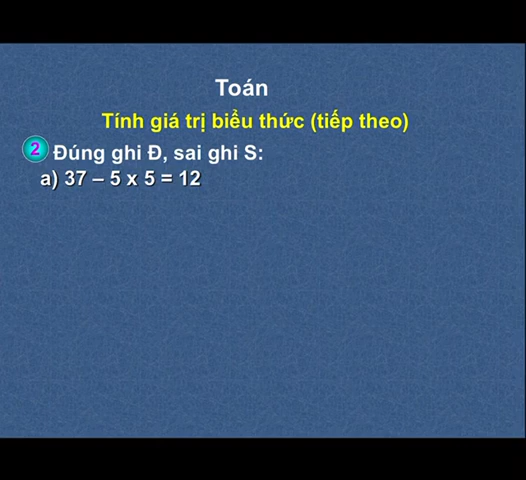 Toán
Tính giá trị biểu thức (tiếp theo)
2 Đúng ghi Đ, sai ghi S:
a) 37 – 5 x 5 = 12